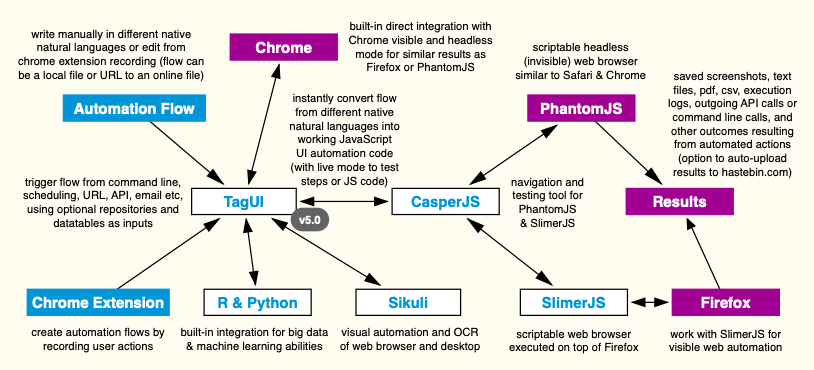 write manually in different native
natural languages or edit from
chrome extension recording (flow can
be a local file or URL to an online file)
Chrome
built-in direct integration with
Chrome visible and headless
mode for similar results as
Firefox or PhantomJS
scriptable headless
(invisible) web browser
similar to Safari & Chrome
saved screenshots, text
files, pdf, csv, execution
logs, outgoing API calls or
command line calls, and
other outcomes resulting
from automated actions
(option to auto-upload
results to hastebin.com)
Automation Flow
instantly convert flow
from different native
natural languages into
working JavaScript
UI automation code
(with live mode to test
steps or JS code)
PhantomJS
trigger flow from command line,
scheduling, URL, API, email etc,
using optional repositories and
datatables as inputs
TagUI
v5.0
CasperJS
navigation and
testing tool for
PhantomJS
& SlimerJS
Results
Chrome Extension
R & Python
Sikuli
SlimerJS
Firefox
create automation flows by
recording user actions
built-in integration for big data
& machine learning abilities
visual automation and OCR
of web browser and desktop
scriptable web browser
executed on top of Firefox
work with SlimerJS for
visible web automation